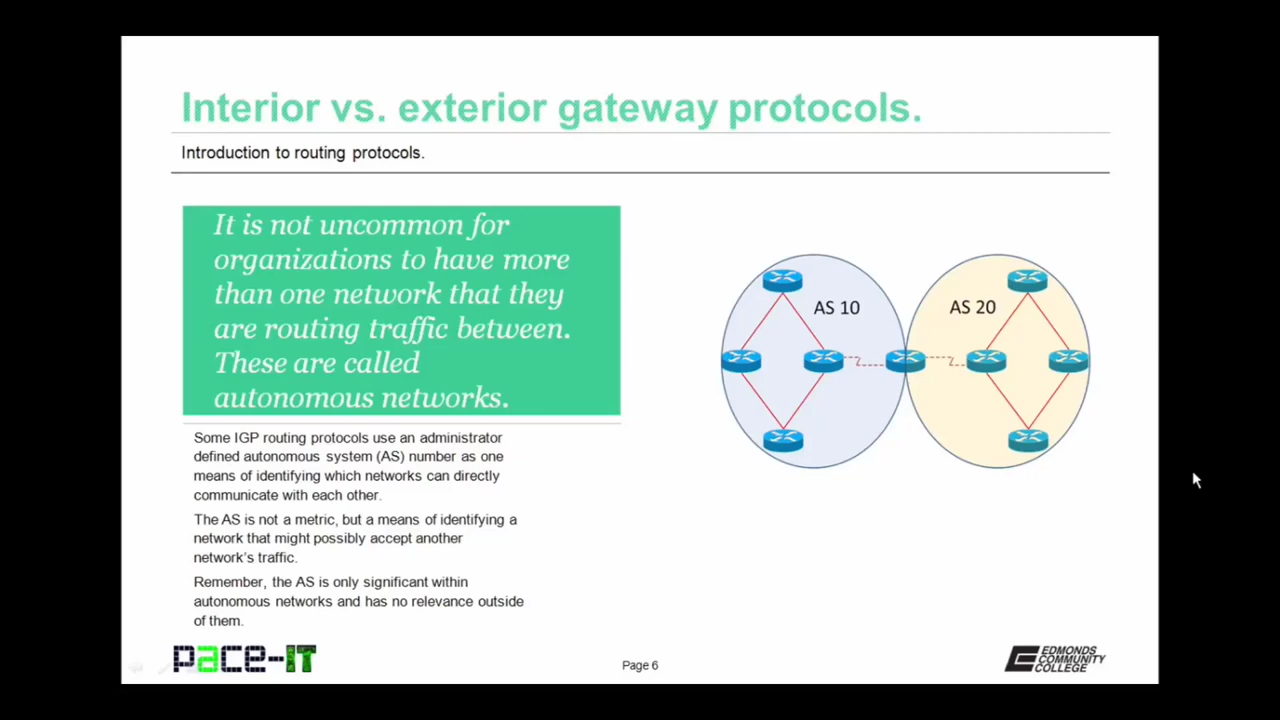 Interior vs. exterior gateway protocols.
Introduction to routing protocols.
It is not uncommon for
organizations to have more
than one network that they
are routing traffic between.
These are called
autonomous networks.
Some IGP routing protocols use an administrator
defined autonomous system (AS) number as one
means of identifying which networks can directly
communicate with each other.
The AS is not a metric, but a means of identifying a
network that might possibly accept another
network's traffic.
Remember, the AS is only significant within
autonomous networks and has no relevance outside
of them.
AS 10
AS 20
pace-IT
Page 6
EDMONDS
COMMUNITY
COLLEGE